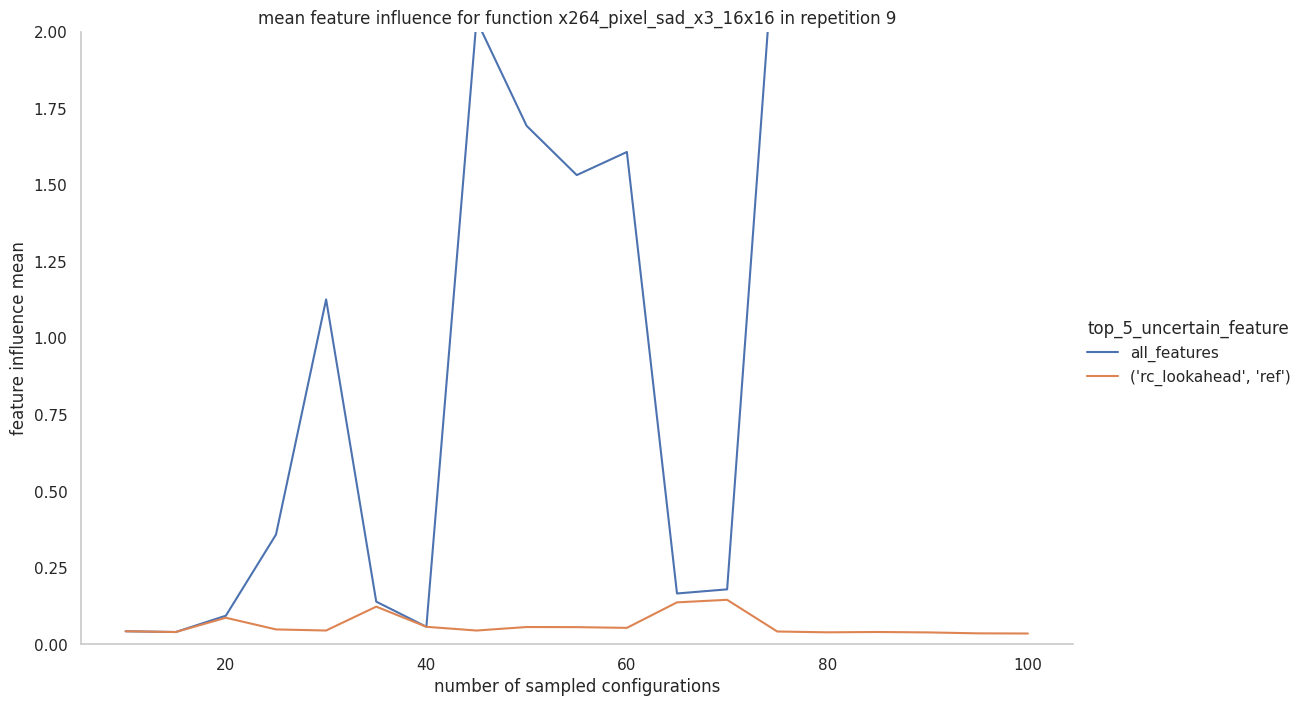 mean feature influence for function x264_pixel_sad_x3_16x16 in repetition 9
2.00
1.75
1.50
1.25
1.00
0.75
0.50
0.25
0.00
feature influence mean
20
40
60
80
100
number of sampled configurations
top_5_uncertain_feature
all_features
('rc_lookahead', 'ref')